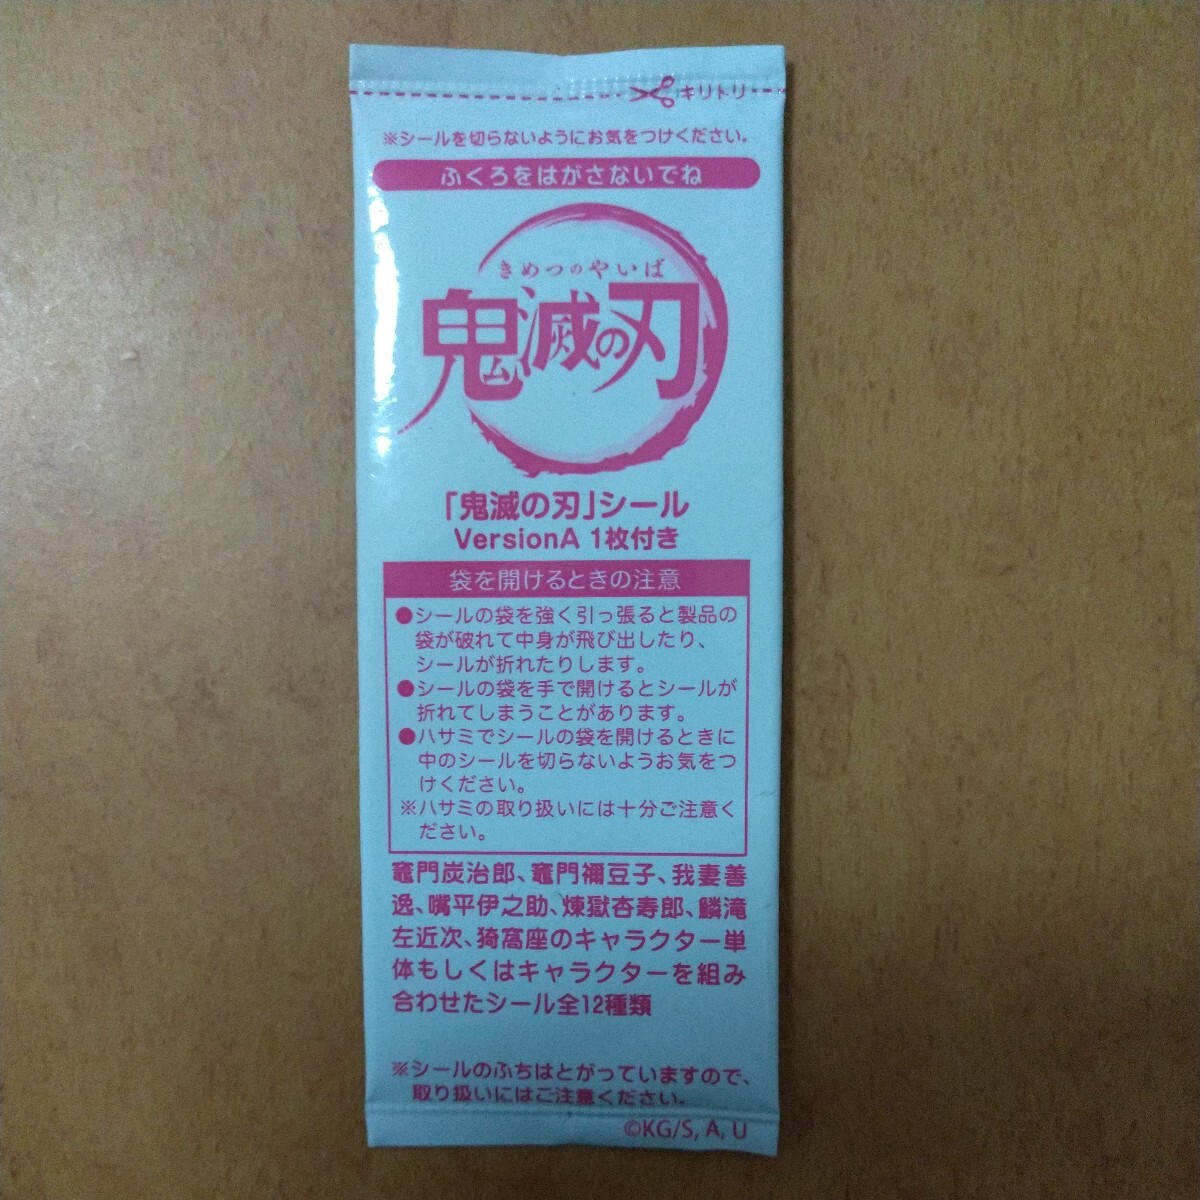 キリトリ
※シールを切らないようにお気をつけください。
ふくろをはがさないでね
きめつのやいば
鬼滅の刃
「鬼滅の刃」シール
VersionA 1枚付き
袋を開けるときの注意
●シールの袋を強く引っ張ると製品の
袋が破れて中身が飛び出したり、
シールが折れたりします。
●シールの袋を手で開けるとシールが
折れてしまうことがあります。
●ハサミでシールの袋を開けるときに
中のシールを切らないようお気をつ
けください。
※ハサミの取り扱いには十分ご注意く
ださい。
竈門炭治郎、竈門禰豆子、我妻善
逸、嘴平伊之助、煉獄杏寿郎、鱗滝
左近次、猗窩座のキャラクター単
体もしくはキャラクターを組み
合わせたシール全12種類
※シールのふちはとがっていますので、
取り扱いにはご注意ください。
©KG/S, A, U